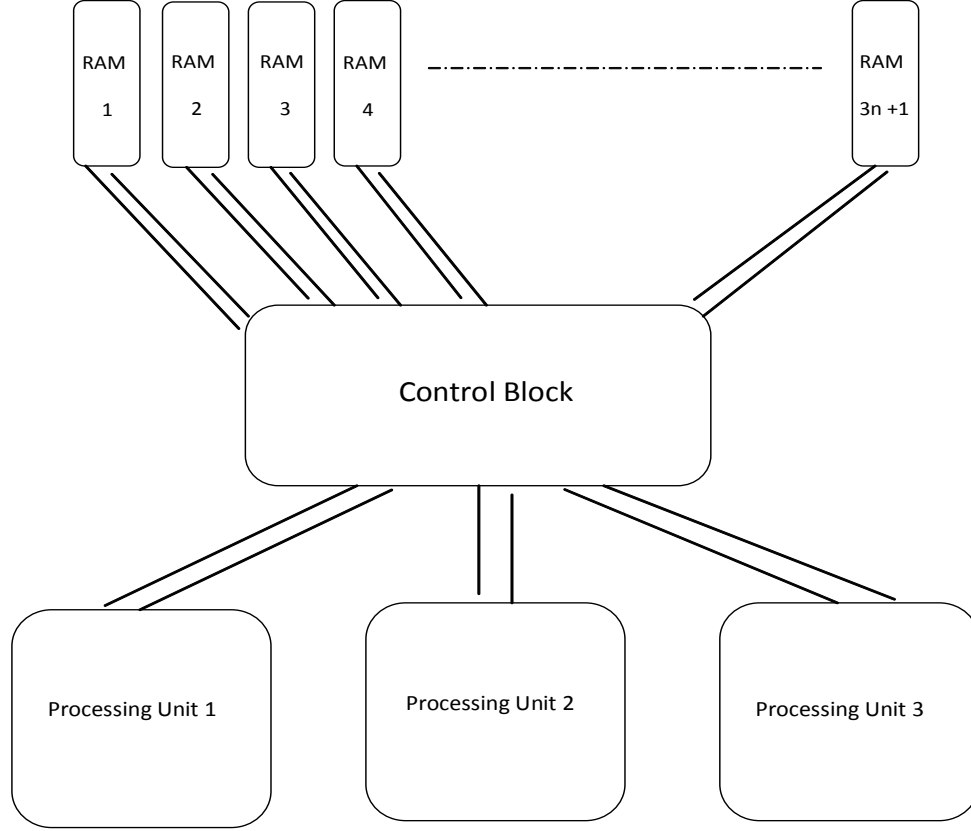 RAM
1
RAM
2
RAM
3
RAM
4
RAM
3n +1
Control Block
Processing Unit 1
Processing Unit 2
Processing Unit 3